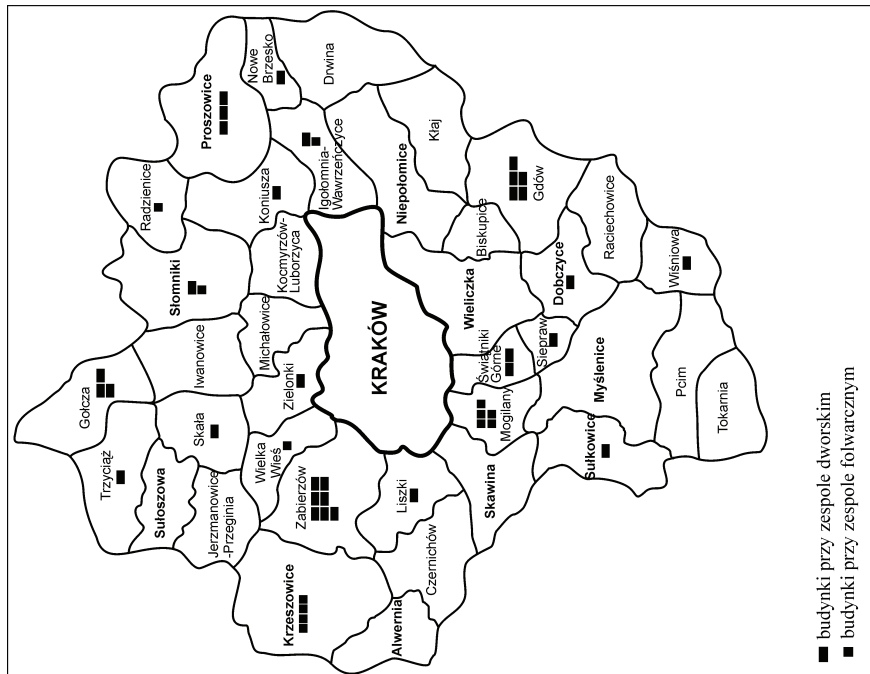 Gołcza
Trzyciąż
Sułoszowa
Skała
Iwanowice
Jerzmanowice
-Przeginia
Wielka
Wieś
Zielonki
Michałowice
Słomniki
Radzienice
Proszowice
Nowe
Brzesko
Koniusza
Kocmyrzów-
Luborzyca
Igołomnia-
Wawrzeńczyce
Drwina
Krzeszowice
Zabierzów
Alwernia
Czernichów
Liszki
KRAKÓW
Niepołomice
Kłaj
Skawina
Mogilany
Świątniki
Górne
Wieliczka
Biskupice
Gdów
Siepraw
Dobczyce
Raciechowice
Sułkowice
Myślenice
Wiśniowa
Pcim
Tokarnia
budynki przy zespole dworskim
budynki przy zespole folwarcznym